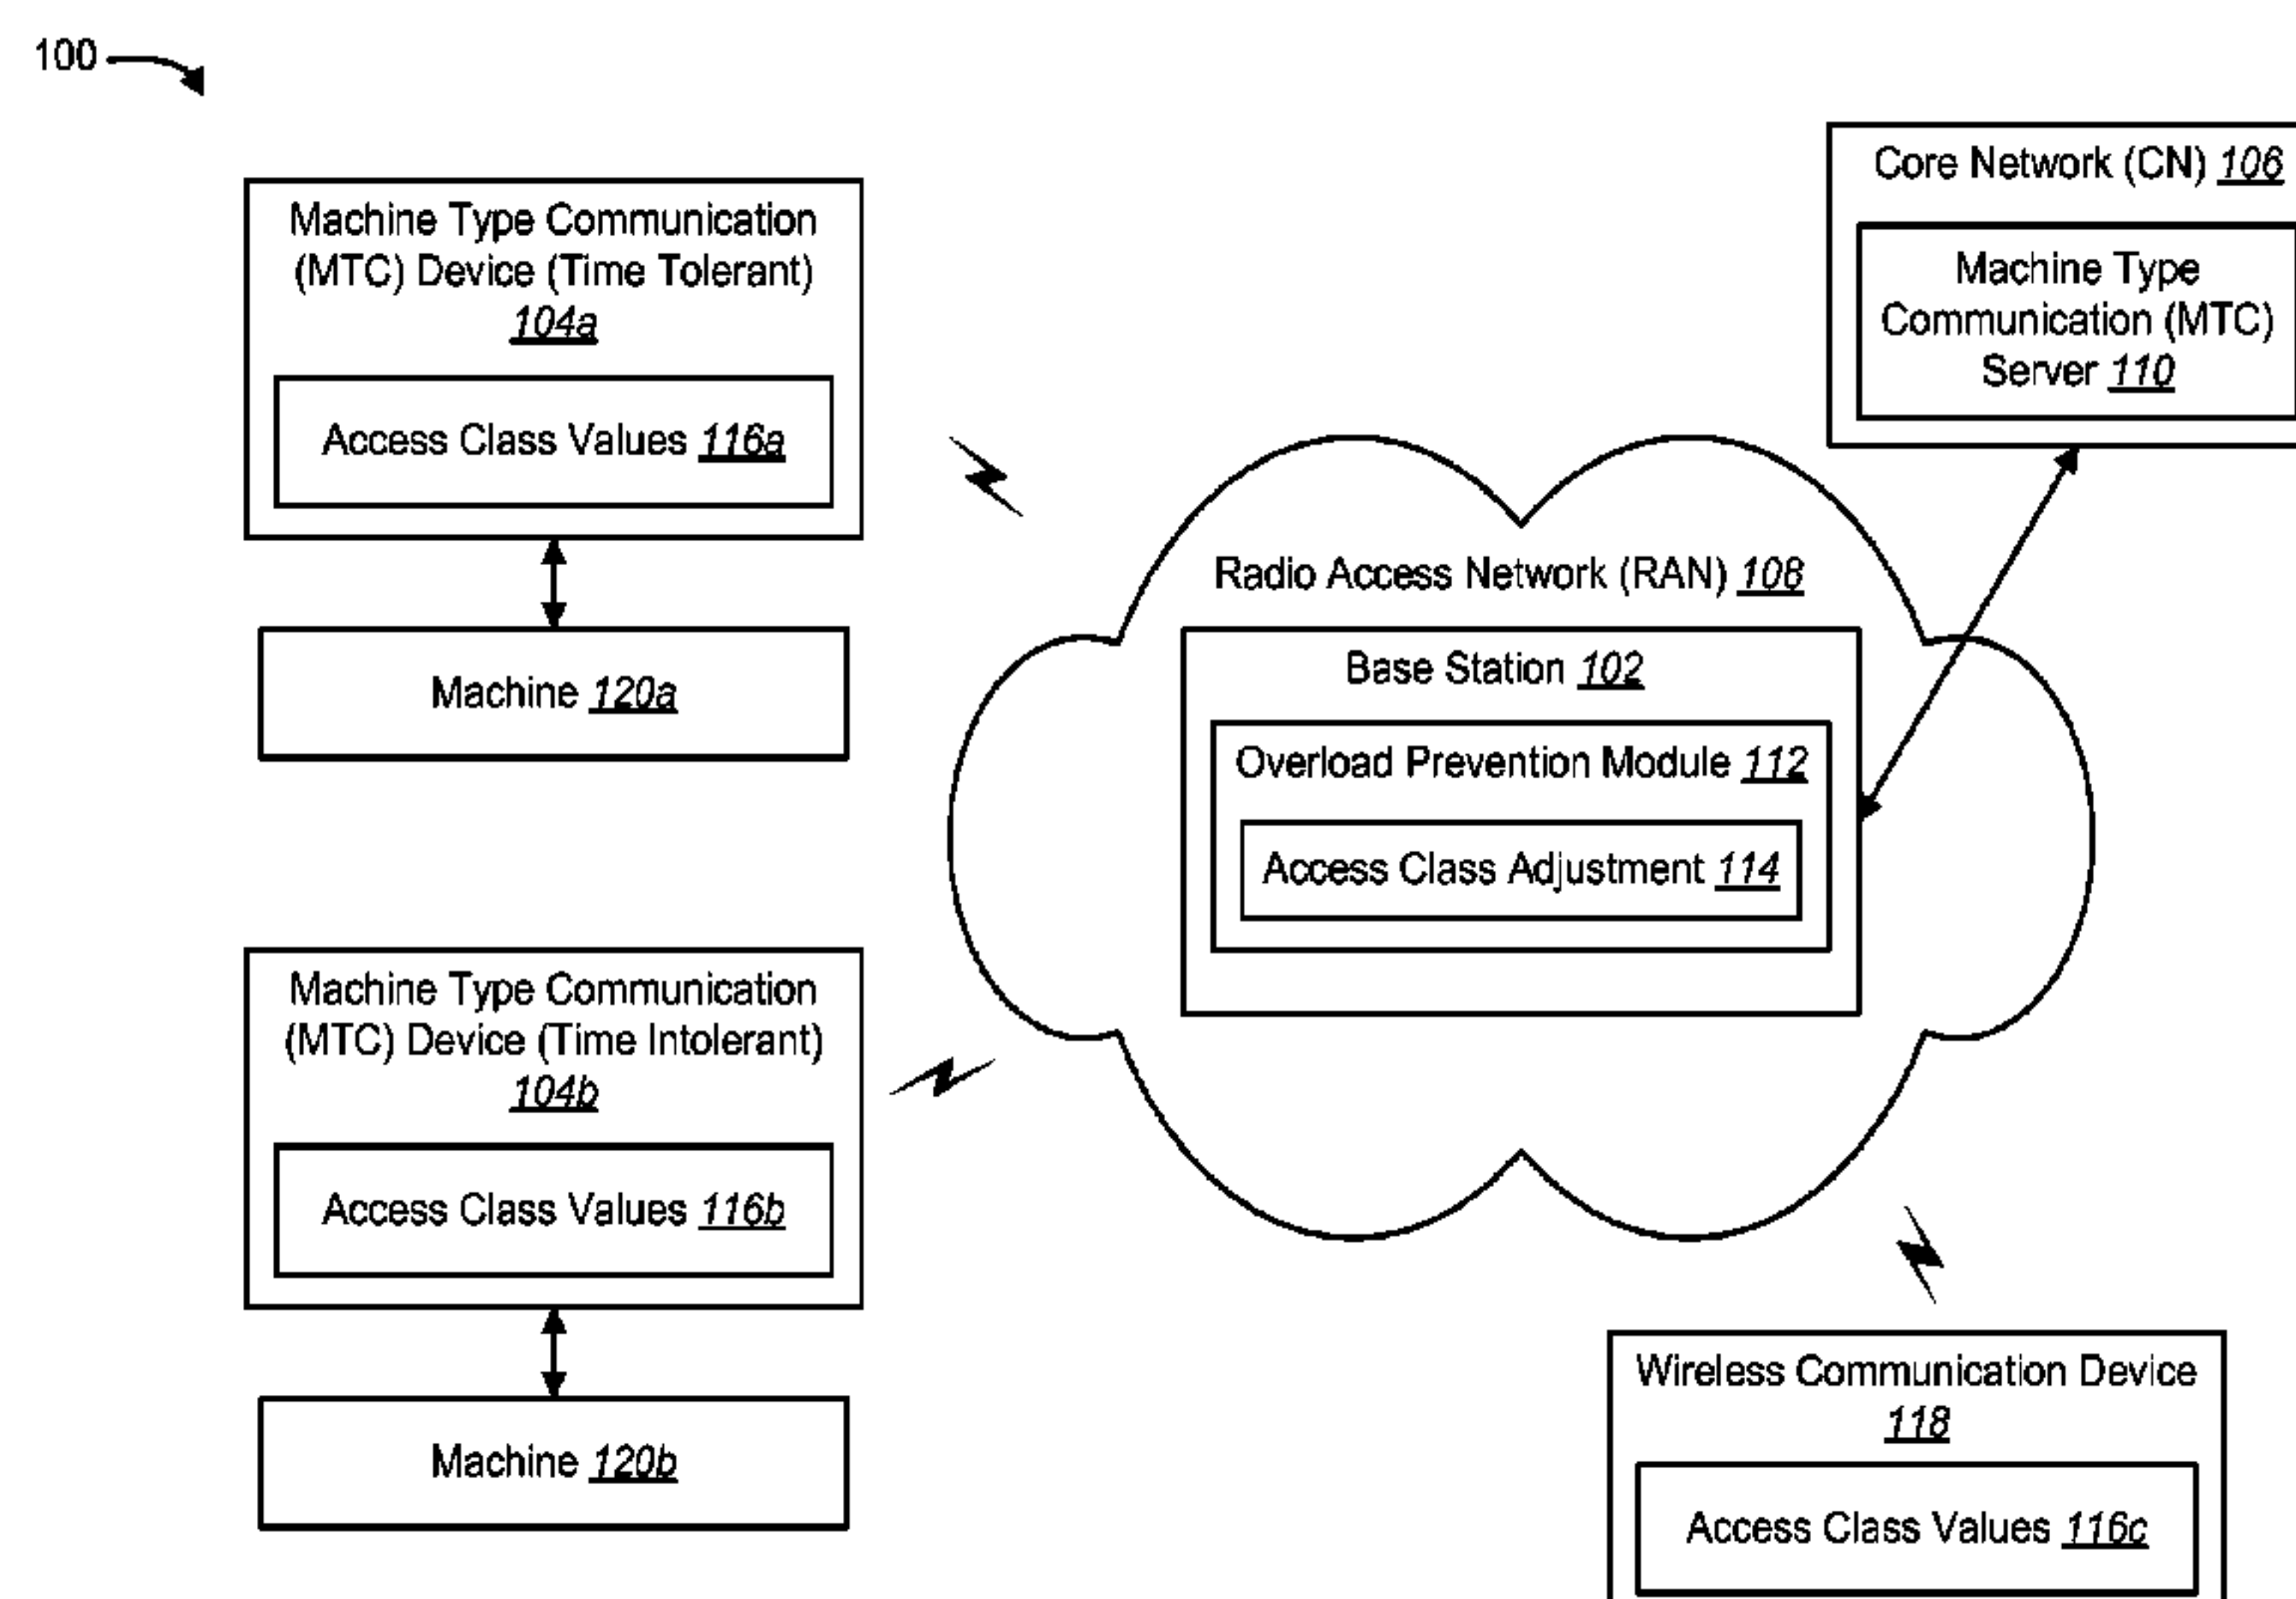 100
Core Network (CN) 106
Machine Type
Communication (MTC)
Server 110
Machine Type Communication
(MTC) Device (Time Tolerant)
104a
Access Class Values 116a
Machine 120a
Radio Access Network (RAN) 108
Base Station 102
Overload Prevention Module 112
Access Class Adjustment 114
Machine Type Communication
(MTC) Device (Time Intolerant)
104b
Access Class Values 116b
Machine 120b
Wireless Communication Device
118
Access Class Values 116c